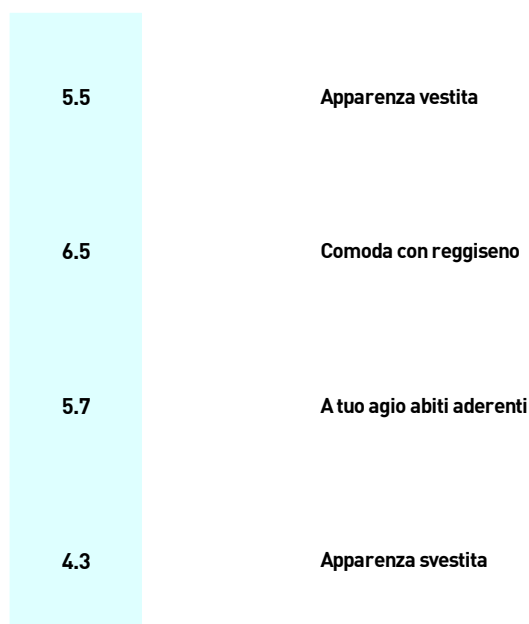 5.5 Apparenza vestita
6.5 Comoda con reggiseno
5.7 A tuo agio abiti aderenti
4.3 Apparenza svestita